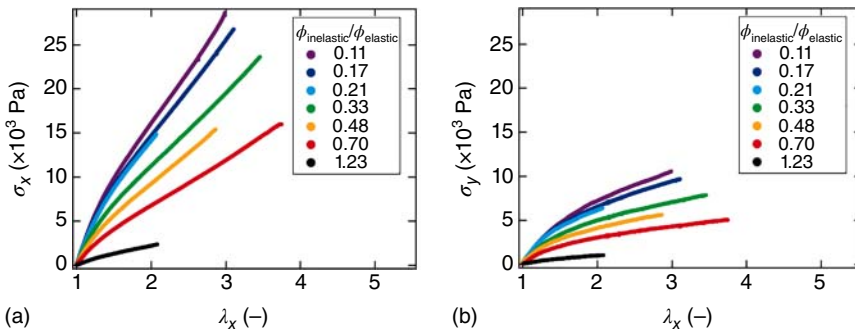 ϕinelastic/ϕelastic
0.11
0.17
0.21
0.33
0.48
0.70
1.23
25
20
15
10
5
0
σx (×10³ Pa)
1 2 3 4 5
λx (–)
(a)
ϕinelastic/ϕelastic
0.11
0.17
0.21
0.33
0.48
0.70
1.23
25
20
15
10
5
0
σy (×10³ Pa)
1 2 3 4 5
λx (–)
(b)